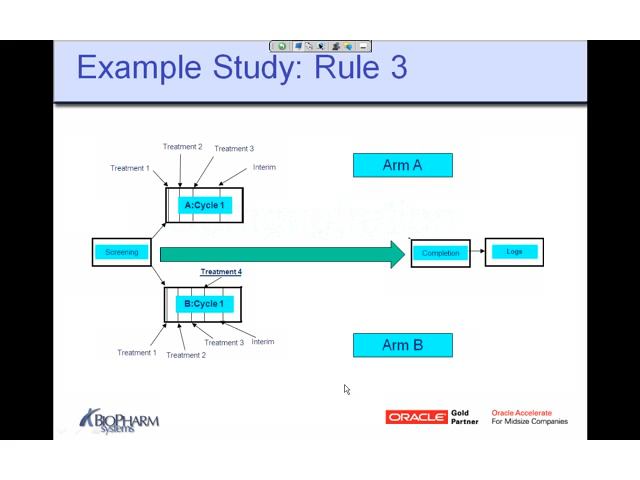 Example Study: Rule 3
Treatment 2
Treatment 3
Treatment 1
Interim
Arm A
A:Cycle 1
Screening
Completion
Logs
Treatment 4
B:Cycle 1
Treatment 3
Interim
Treatment 1
Treatment 2
Arm B
BIOPHARM
systems
ORACLE
Gold
Partner
Oracle Accelerate
For Midsize Companies